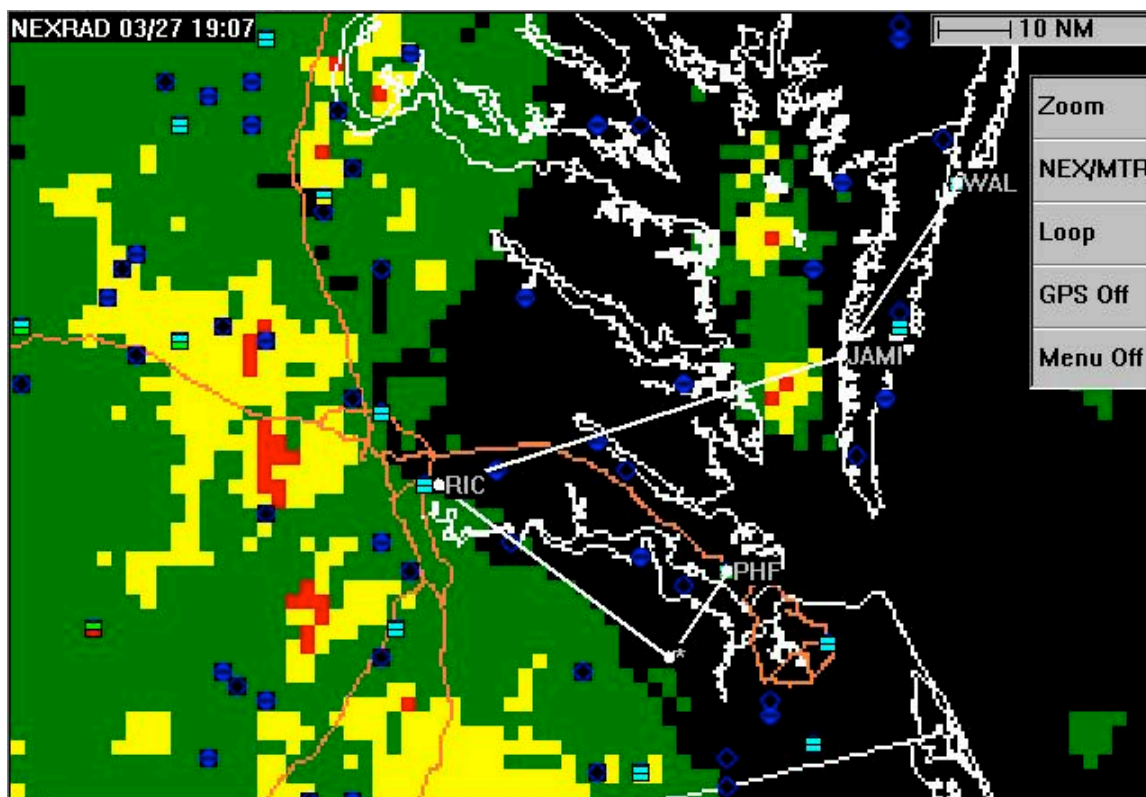 NEXRAD 03/27 19:07
10 NM
Zoom
NEX/MTR
WAL
Loop
GPS Off
JAMI
Menu Off
RIC
PHF
*